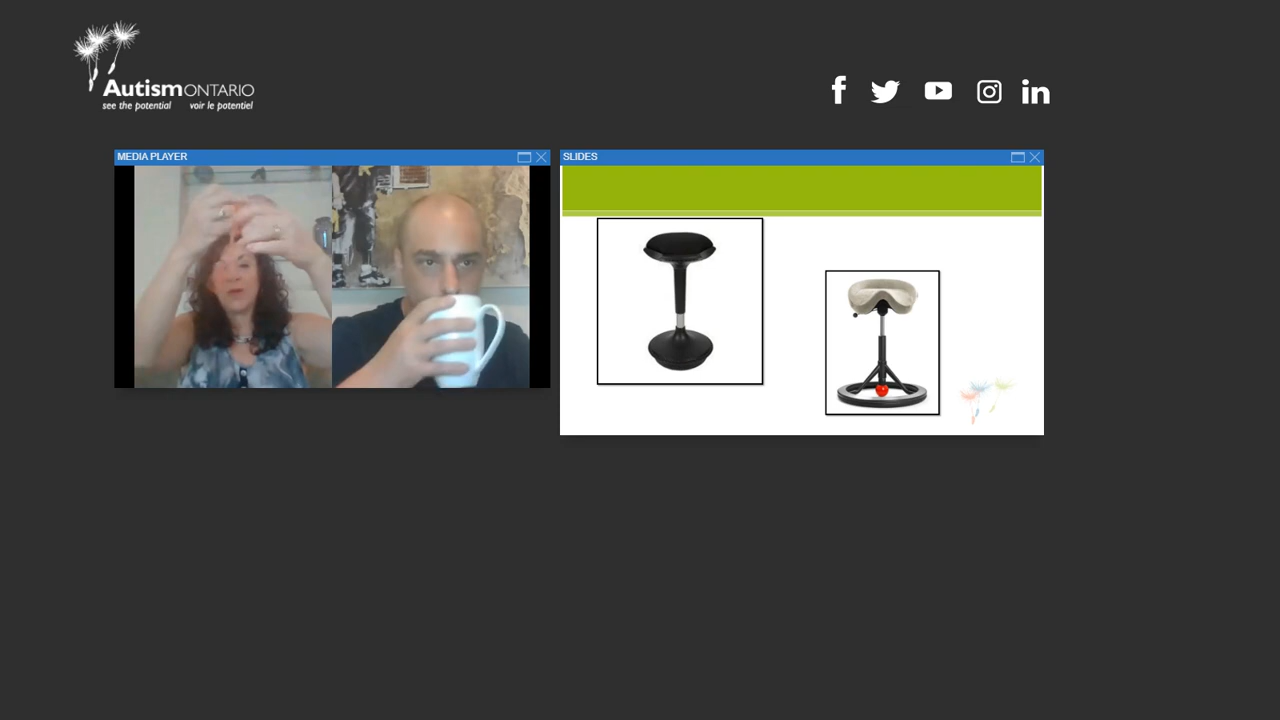 Autism ONTARIO
see the potential voir le potentiel
MEDIA PLAYER
SLIDES